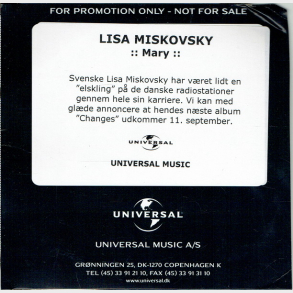 FOR PROMOTION ONLY - NOT FOR SALE
LISA MISKOVSKY
:: Mary ::
Svenske Lisa Miskovsky har været lidt en
"elskling" på de danske radiostationer
gennem hele sin karriere. Vi kan med
glæde annoncere at hendes næste album
"Changes" udkommer 11. september.
UNIVERSAL
UNIVERSAL MUSIC
UNIVERSAL
UNIVERSAL MUSIC A/S
GRØNNINGEN 25, DK-1270 COPENHAGEN K
TEL (45) 33 91 21 10, FAX (45) 33 91 31 10
www.universal.dk